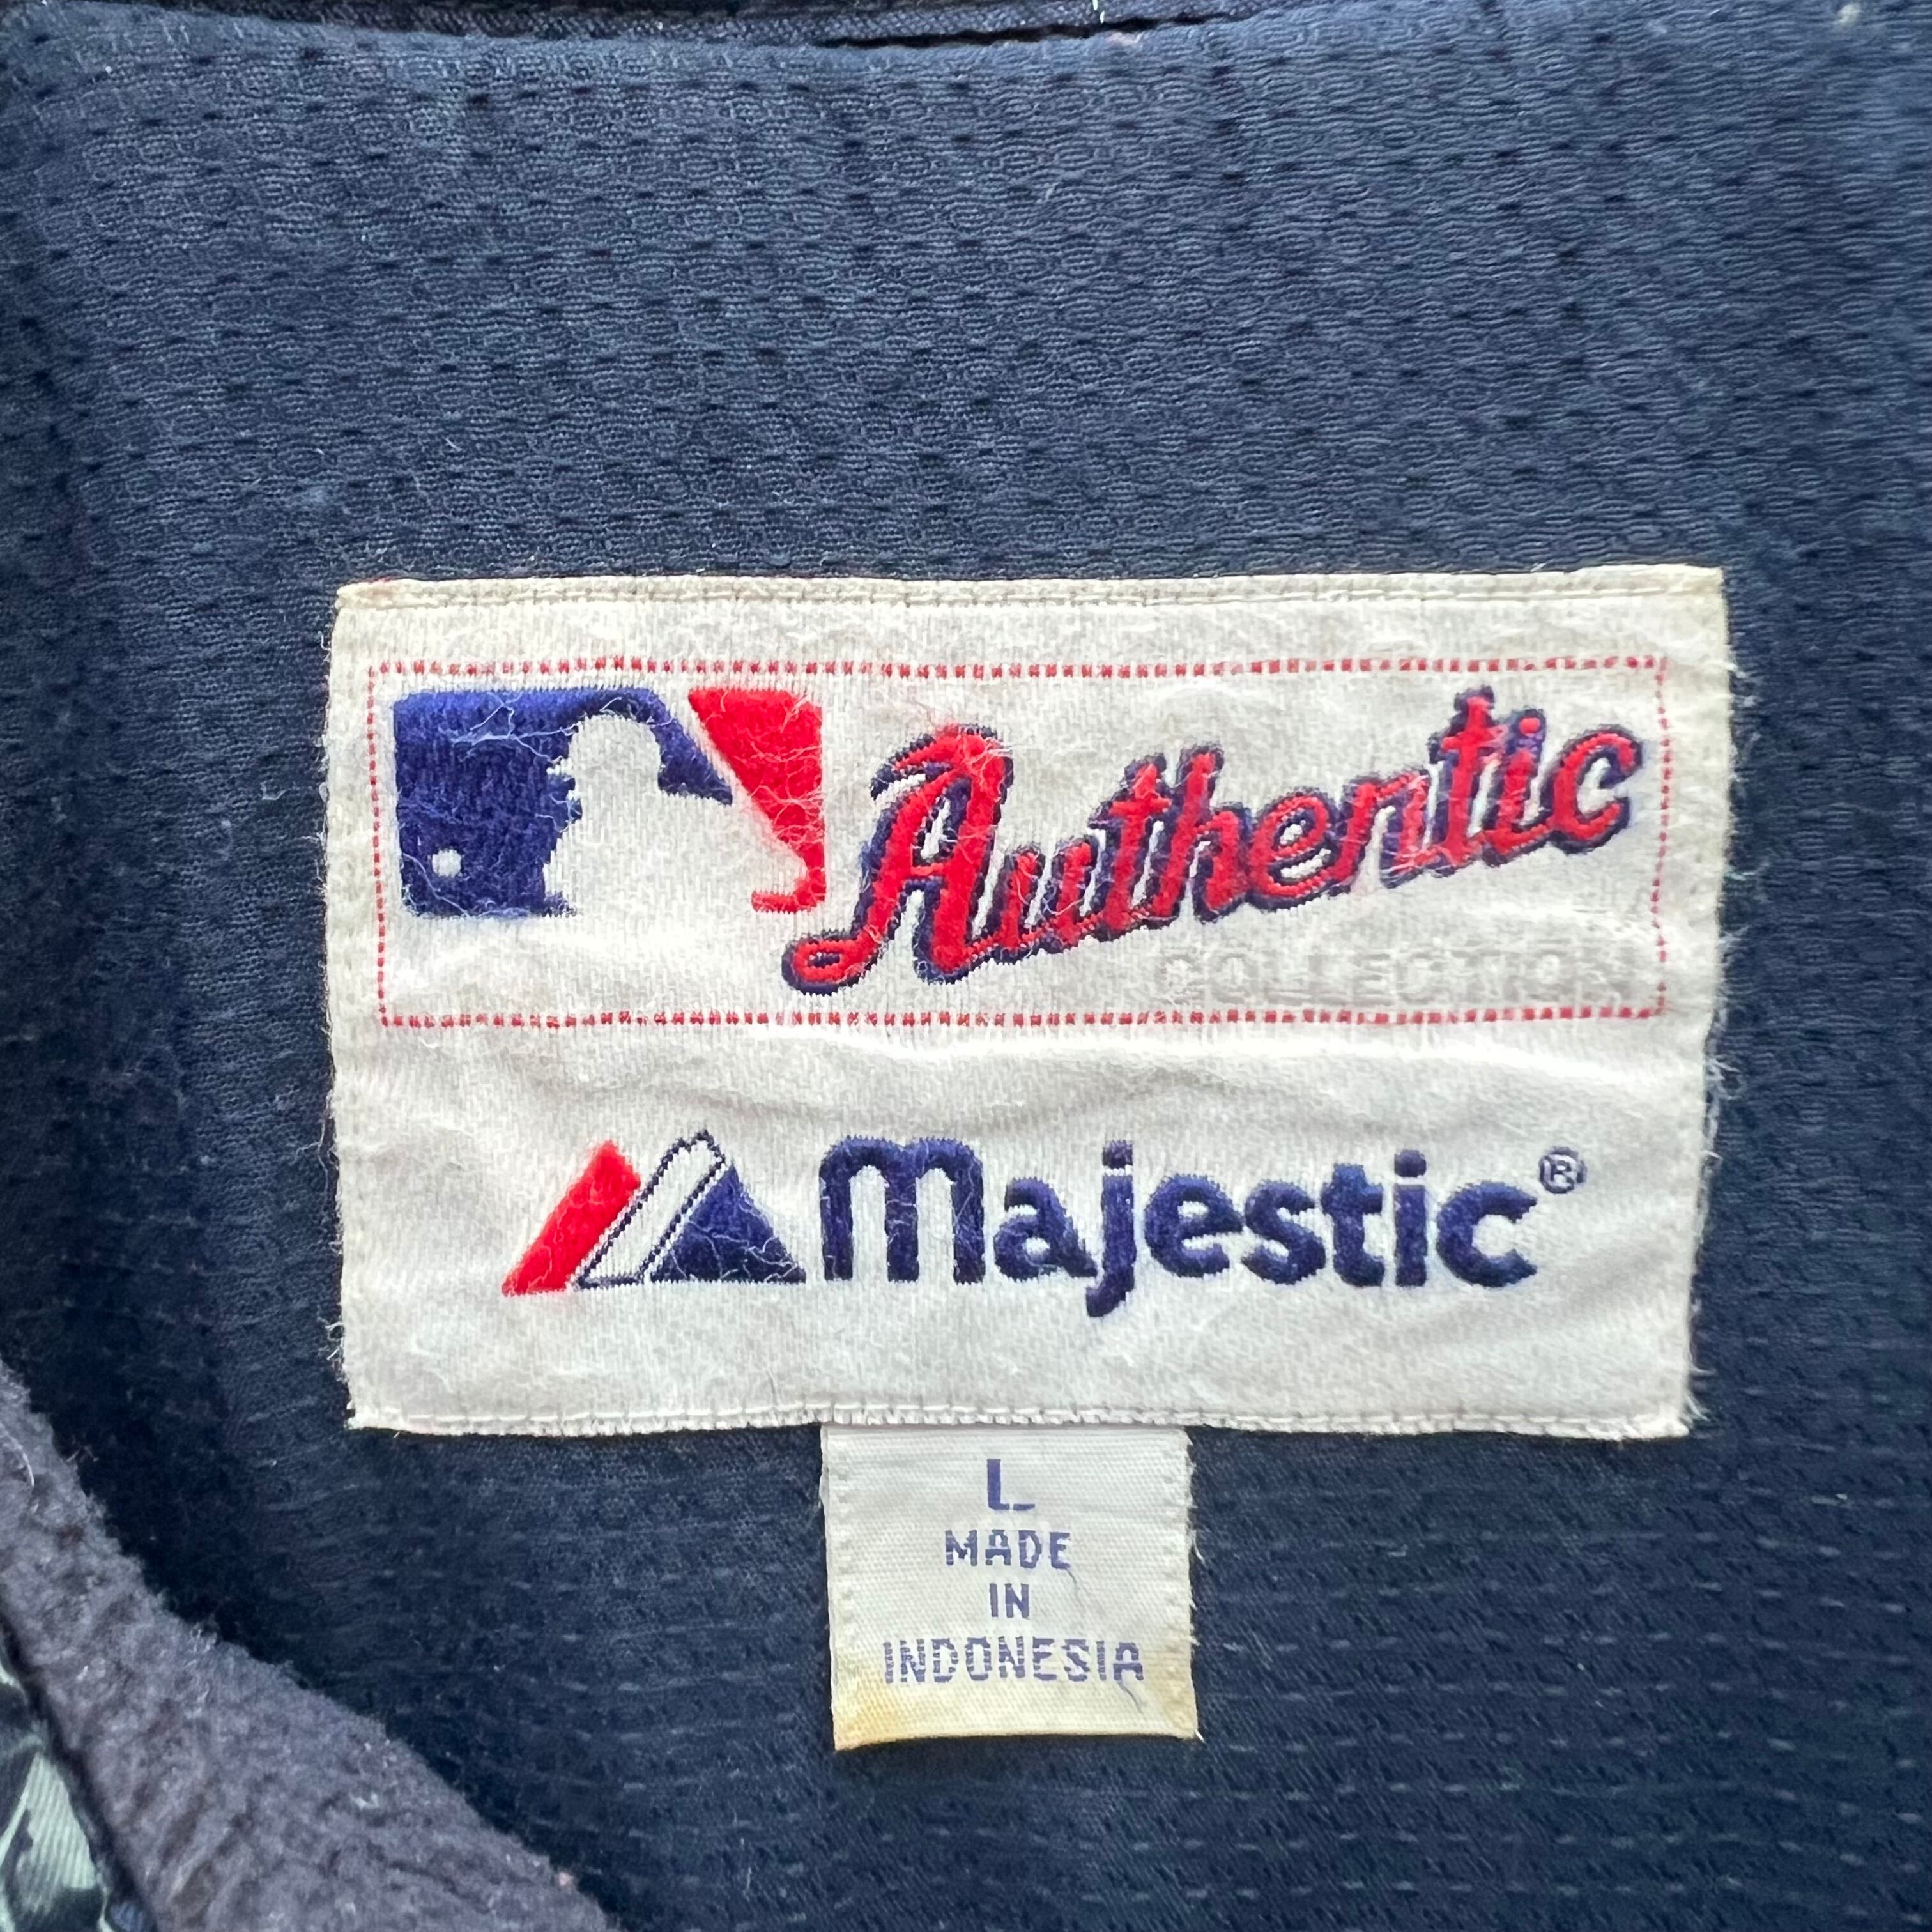 Authentic
COLLECTION
Majestic®
L
MADE
IN
INDONESIA